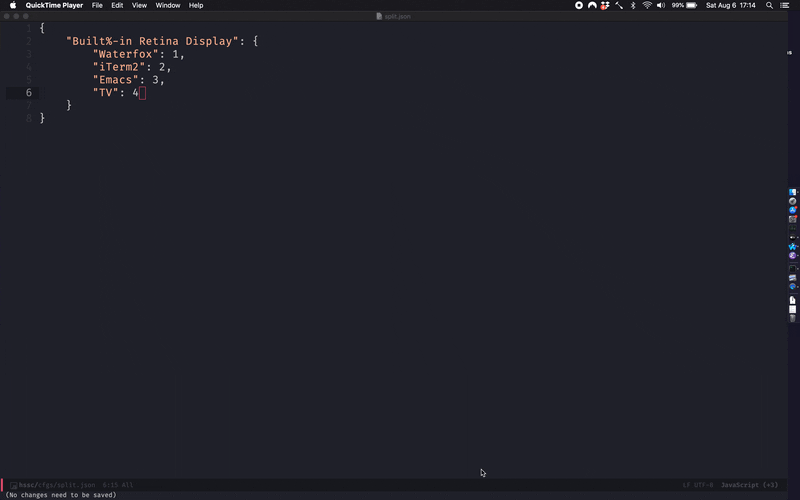 QuickTime Player File Edit View Window Help 99% Sat Aug 6 17:14
split.json
1 {
2 "Built%-in Retina Display": {
3 "Waterfox": 1,
4 "iTerm2": 2,
5 "Emacs": 3,
6 "TV": 4
7 }
8 }
hsac/cfgs/split.json 6:15 All LF UTF-8 JavaScript (+3)
(No changes need to be saved)